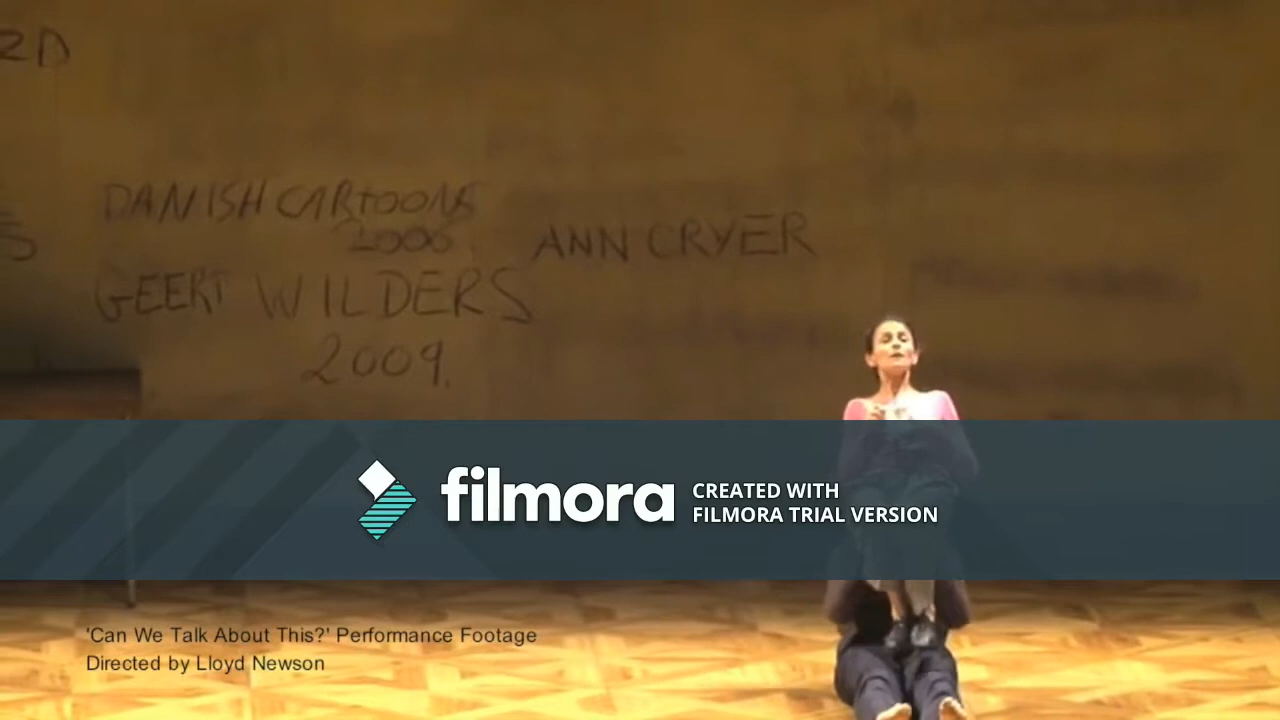 DANISH CARTOONS
2006
ANN CRYER
GEERT WILDERS
2009.
filmora
CREATED WITH
FILMORA TRIAL VERSION
'Can We Talk About This?' Performance Footage
Directed by Lloyd Newson